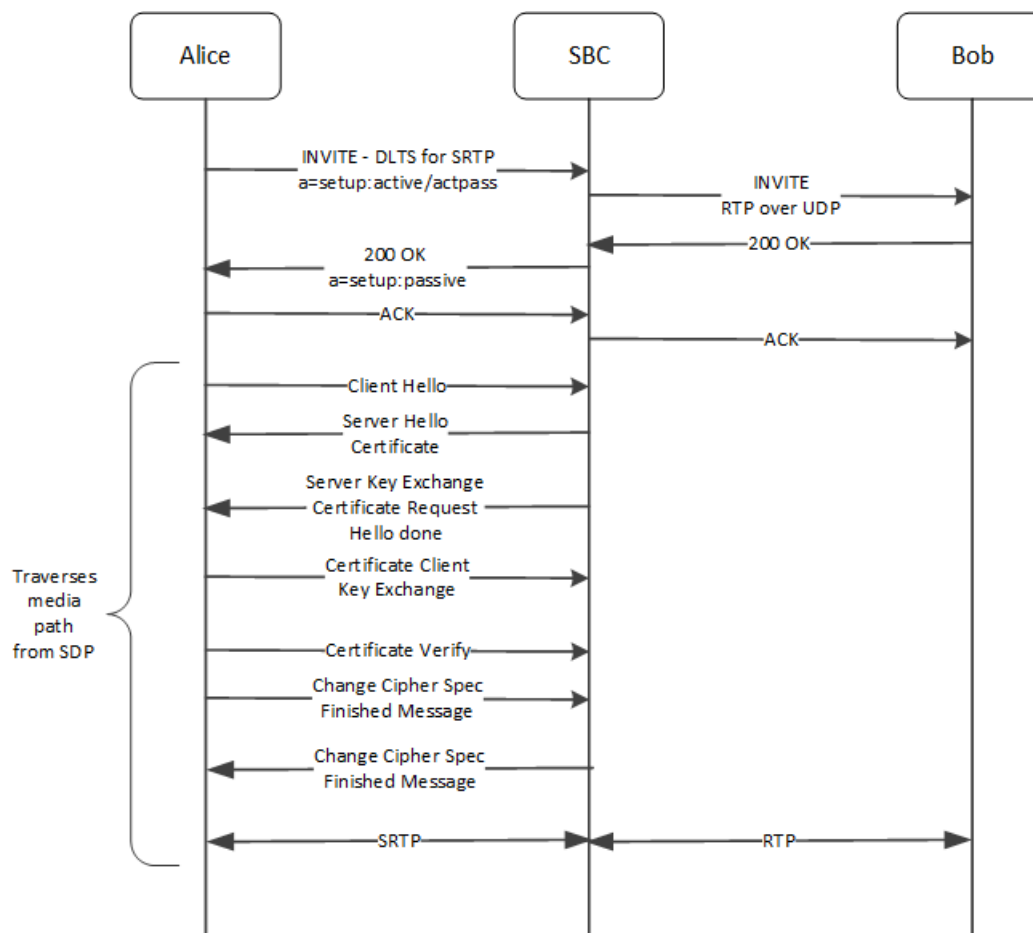 Alice
SBC
Bob
INVITE - DLTS for SRTP
a=setup:active/actpass
INVITE
RTP over UDP
200 OK
200 OK
a=setup:passive
ACK
ACK
Client Hello
Server Hello
Certificate
Server Key Exchange
Certificate Request
Hello done
Certificate Client
Key Exchange
Traverses
media
path
from SDP
Certificate Verify
Change Cipher Spec
Finished Message
Change Cipher Spec
Finished Message
SRTP
RTP